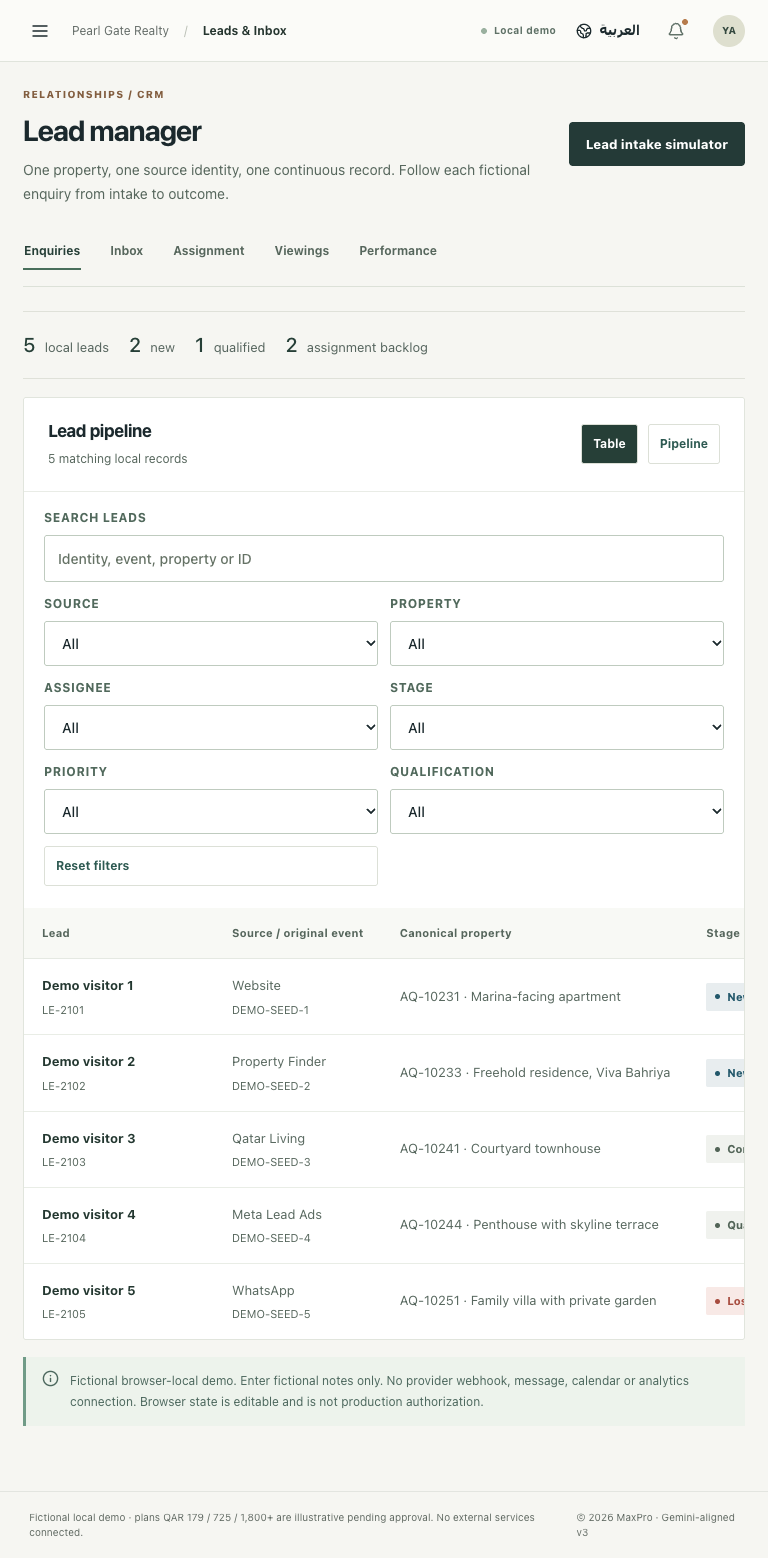 Pearl Gate Realty / Leads & Inbox
Local demo
العربية
YA
RELATIONSHIPS / CRM
Lead manager
One property, one source identity, one continuous record. Follow each fictional
enquiry from intake to outcome.
Lead intake simulator
Enquiries Inbox Assignment Viewings Performance
5 local leads 2 new 1 qualified 2 assignment backlog
Lead pipeline
5 matching local records
Table Pipeline
SEARCH LEADS
Identity, event, property or ID
SOURCE PROPERTY
All All
ASSIGNEE STAGE
All All
PRIORITY QUALIFICATION
All All
Reset filters
Lead Source / original event Canonical property Stage
Demo visitor 1 Website
LE-2101 DEMO-SEED-1
AQ-10231 · Marina-facing apartment
Demo visitor 2 Property Finder
LE-2102 DEMO-SEED-2
AQ-10233 · Freehold residence, Viva Bahriya
Demo visitor 3 Qatar Living
LE-2103 DEMO-SEED-3
AQ-10241 · Courtyard townhouse
Demo visitor 4 Meta Lead Ads
LE-2104 DEMO-SEED-4
AQ-10244 · Penthouse with skyline terrace
Demo visitor 5 WhatsApp
LE-2105 DEMO-SEED-5
AQ-10251 · Family villa with private garden
Fictional browser-local demo. Enter fictional notes only. No provider webhook, message, calendar or analytics
connection. Browser state is editable and is not production authorization.
Fictional local demo · plans QAR 179 / 725 / 1,800+ are illustrative pending approval. No external services
connected.
© 2026 MaxPro · Gemini-aligned
v3